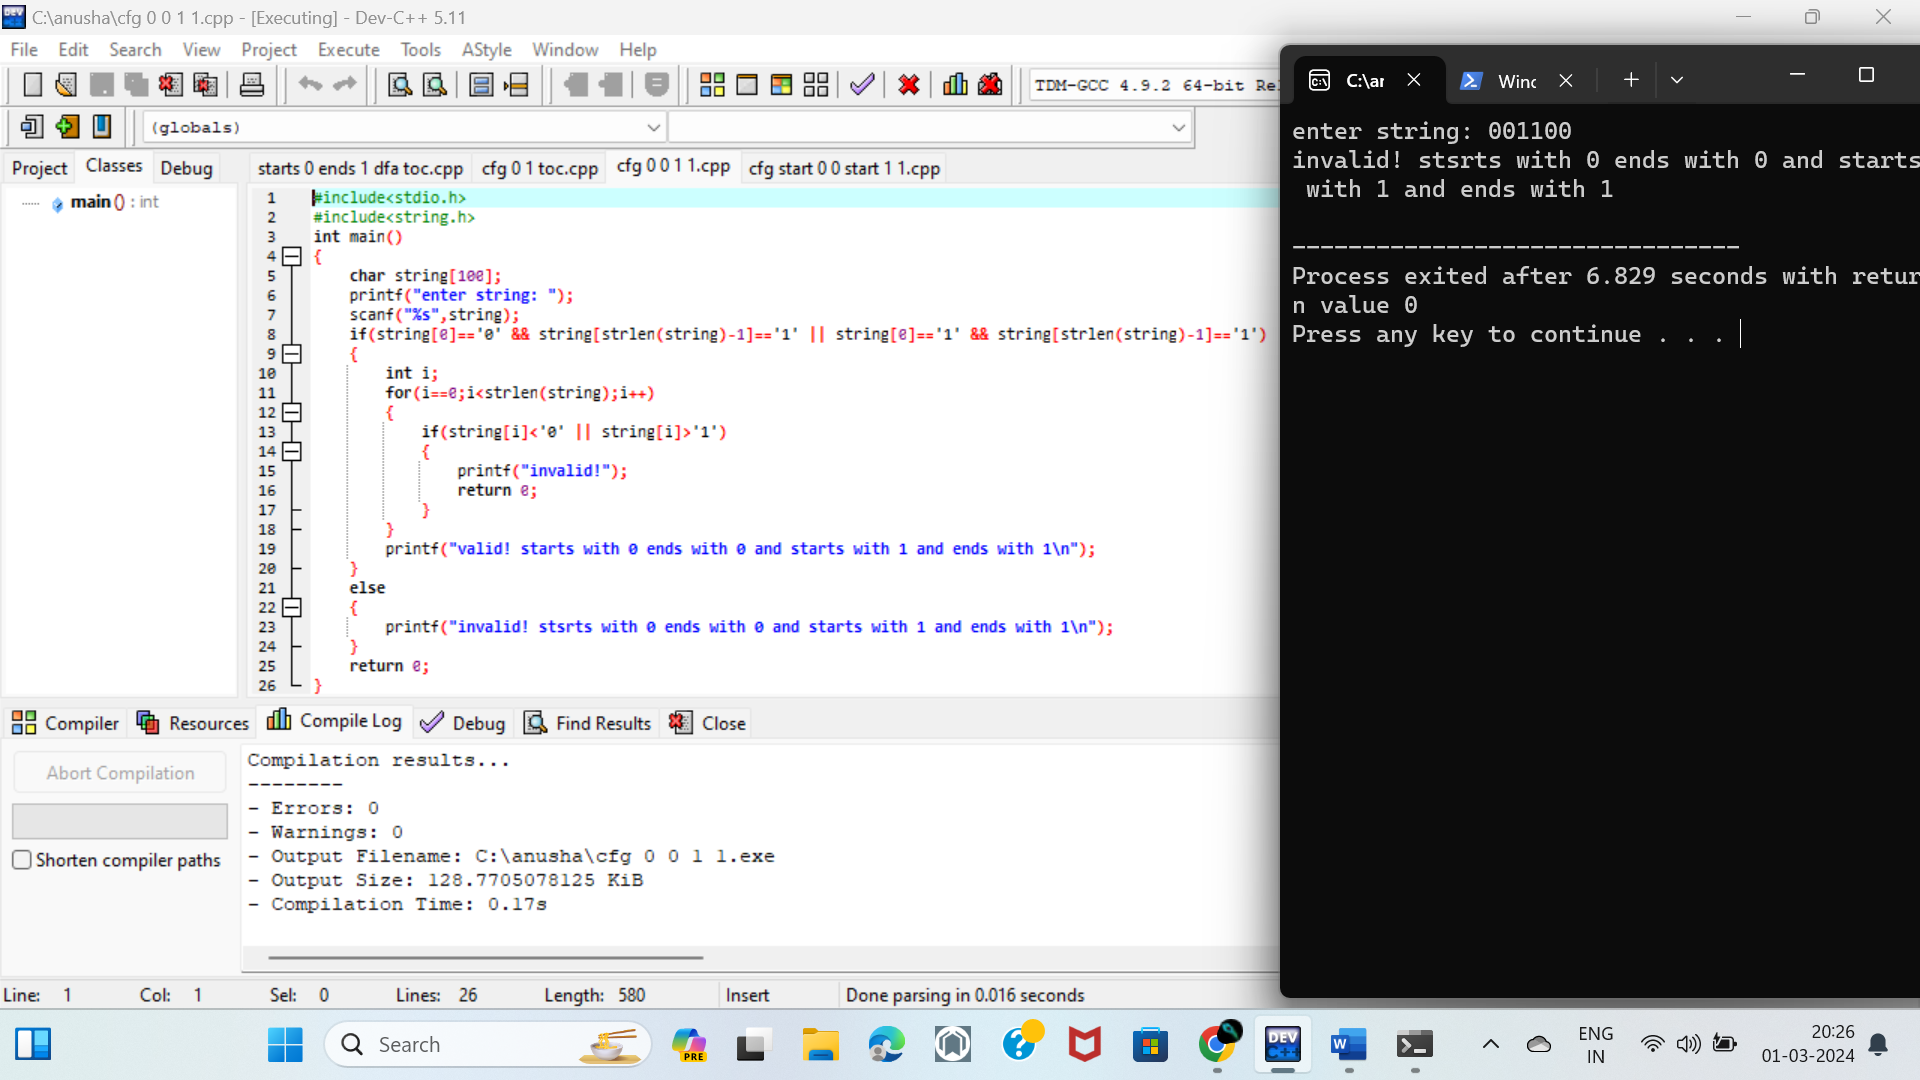 C:\anusha\cfg 0 0 1 1.cpp - [Executing] - Dev-C++ 5.11
File Edit Search View Project Execute Tools AStyle Window Help
TDM-GCC 4.9.2 64-bit Rel
(globals)
Project Classes Debug
starts 0 ends 1 dfa toc.cpp cfg 0 1 toc.cpp cfg 0 0 1 1.cpp cfg start 0 0 start 1 1.cpp
main () : int
1 #include<stdio.h>
2 #include<string.h>
3 int main()
4 {
5 char string[100];
6 printf("enter string: ");
7 scanf("%s",string);
8 if(string[0]=='0' && string[strlen(string)-1]=='1' || string[0]=='1' && string[strlen(string)-1]=='1')
9 {
10 int i;
11 for(i==0;i<strlen(string);i++)
12 {
13 if(string[i]<'0' || string[i]>'1')
14 {
15 printf("invalid!");
16 return 0;
17 }
18 }
19 printf("valid! starts with 0 ends with 0 and starts with 1 and ends with 1\n");
20 }
21 else
22 {
23 printf("invalid! stsrts with 0 ends with 0 and starts with 1 and ends with 1\n");
24 }
25 return 0;
26 }
Compiler Resources Compile Log Debug Find Results Close
Abort Compilation
Shorten compiler paths
Compilation results...
--------
- Errors: 0
- Warnings: 0
- Output Filename: C:\anusha\cfg 0 0 1 1.exe
- Output Size: 128.7705078125 KiB
- Compilation Time: 0.17s
Line: 1 Col: 1 Sel: 0 Lines: 26 Length: 580 Insert Done parsing in 0.016 seconds
C:\ar Winc
enter string: 001100
invalid! stsrts with 0 ends with 0 and starts
with 1 and ends with 1
--------------------------------
Process exited after 6.829 seconds with retur
n value 0
Press any key to continue . . .
Search
PRE
DEV
C++
W
ENG
IN
20:26
01-03-2024